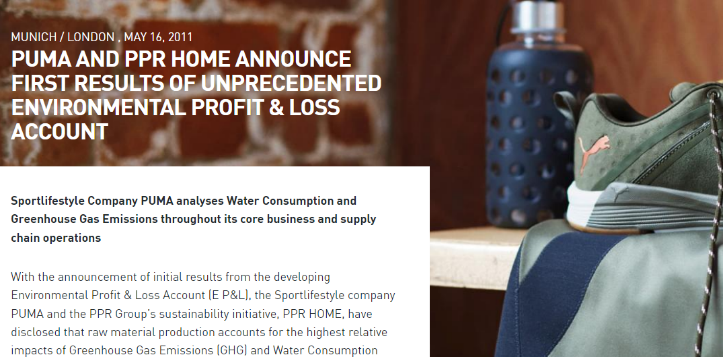 MUNICH / LONDON , MAY 16, 2011
PUMA AND PPR HOME ANNOUNCE
FIRST RESULTS OF UNPRECEDENTED
ENVIRONMENTAL PROFIT & LOSS
ACCOUNT
Sportlifestyle Company PUMA analyses Water Consumption and
Greenhouse Gas Emissions throughout its core business and supply
chain operations
With the announcement of initial results from the developing
Environmental Profit & Loss Account (E P&L), the Sportlifestyle company
PUMA and the PPR Group's sustainability initiative, PPR HOME, have
disclosed that raw material production accounts for the highest relative
impacts of Greenhouse Gas Emissions (GHG) and Water Consumption